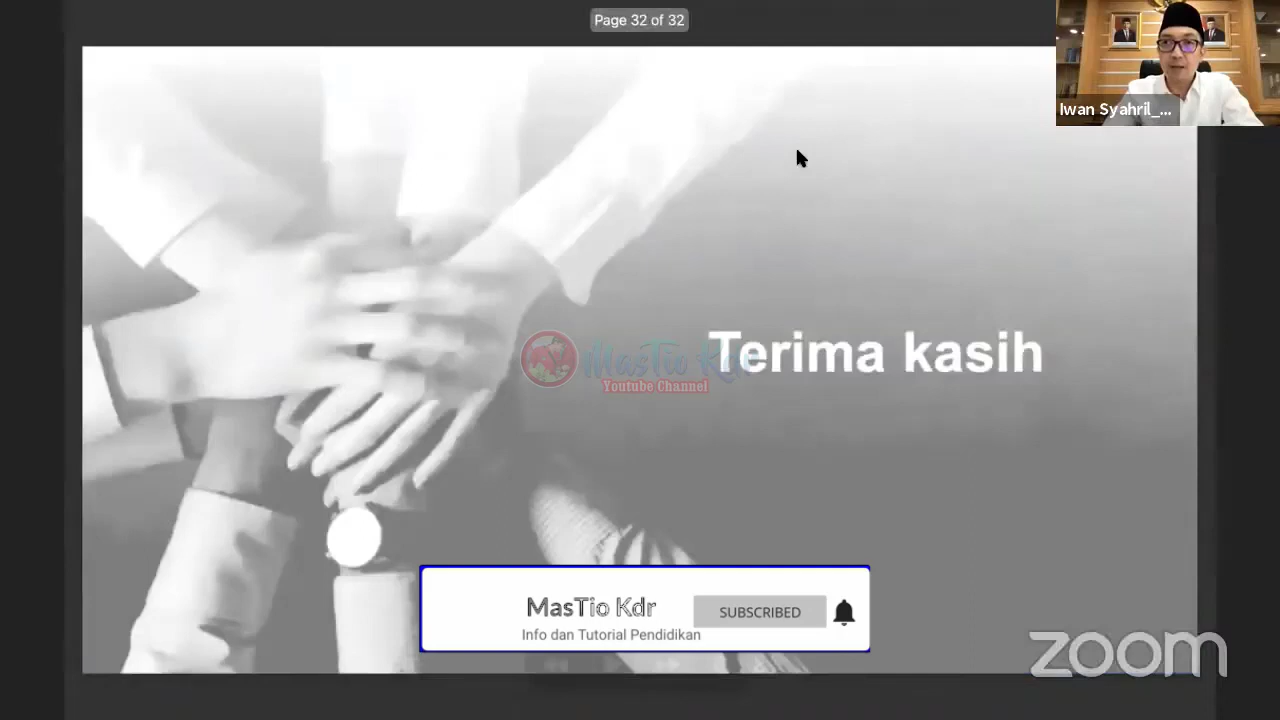 Page 32 of 32
Iwan Syahril_...
Terima kasih
MasTio Kdr
Youtube Channel
MasTio Kdr
SUBSCRIBED
Info dan Tutorial Pendidikan
zoom